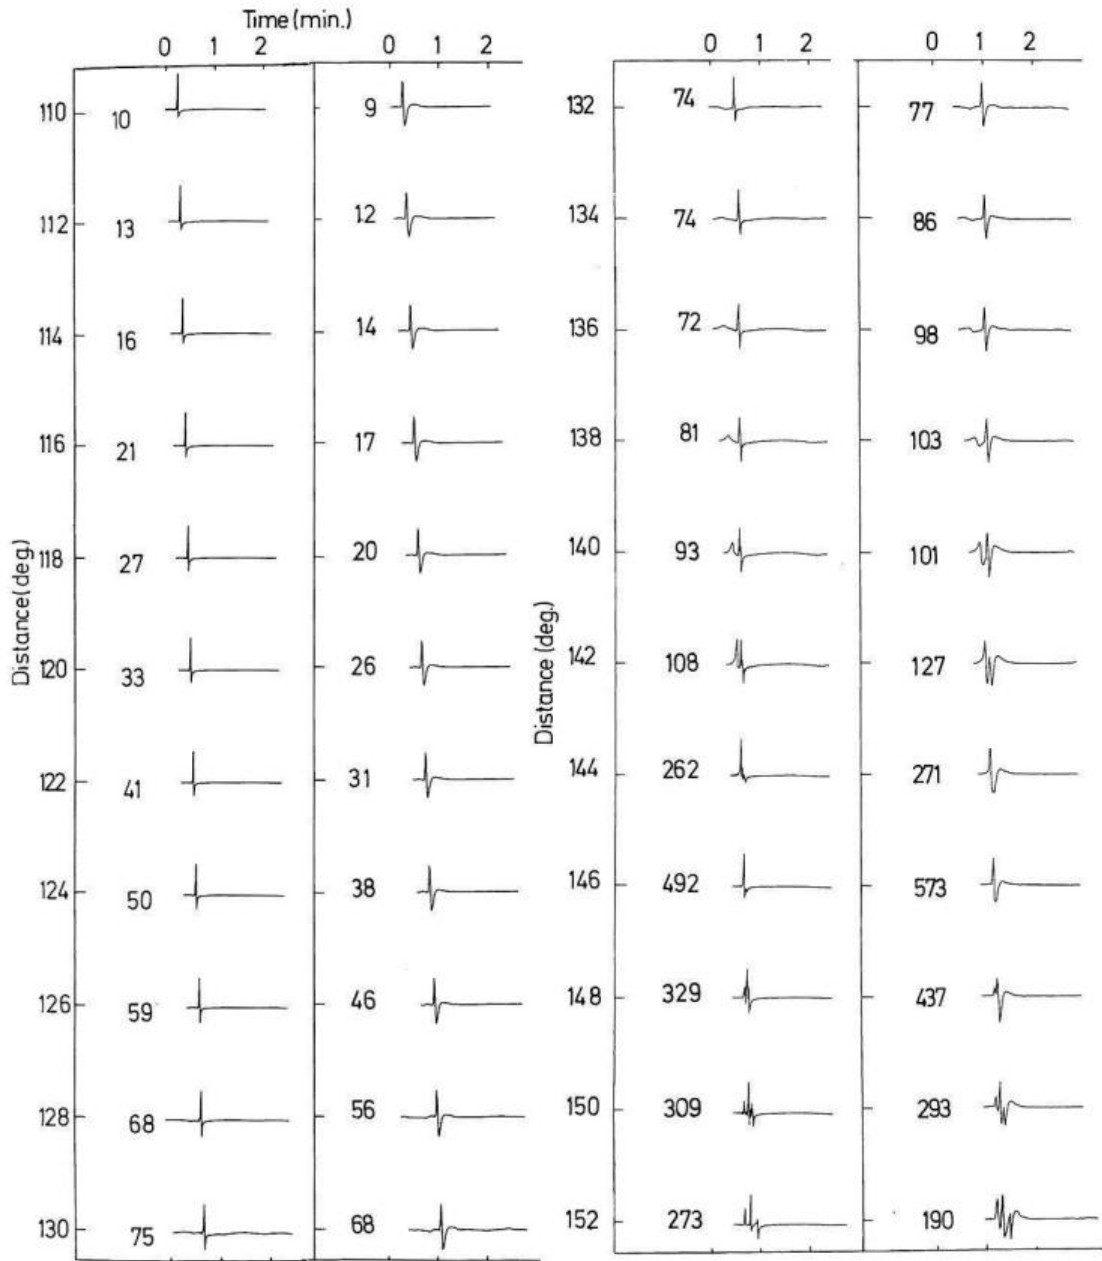 Time (min.)
0 1 2 0 1 2 0 1 2 0 1 2
110 10 9 132 74 77
112 13 12 134 74 86
114 16 14 136 72 98
116 21 17 138 81 103
118 27 20 140 93 101
120 33 26 142 108 127
122 41 31 144 262 271
124 50 38 146 492 573
126 59 46 148 329 437
128 68 56 150 309 293
130 75 68 152 273 190
Distance (deg.)
Distance (deg.)